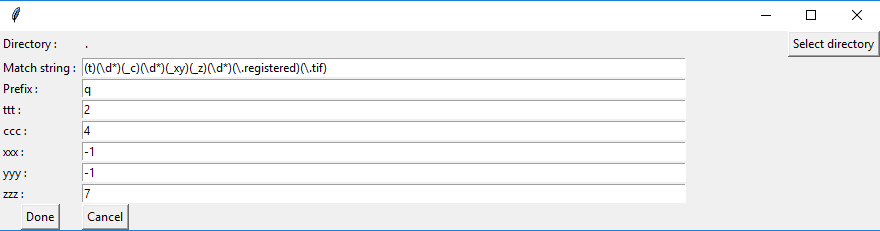 Directory : . Select directory
Match string : (t)(\d*)(_c)(\d*)(_xy)(_z)(\d*)(\.registered)(\.tif)
Prefix : q
ttt : 2
ccc : 4
xxx : -1
yyy : -1
zzz : 7
Done Cancel